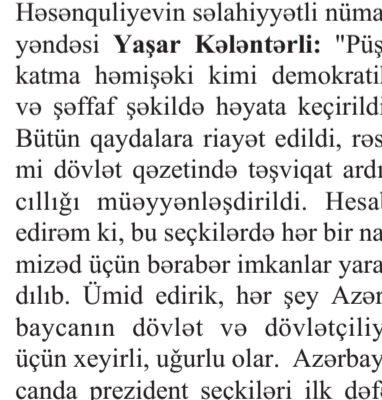 Həsənquliyevin səlahiyyətli nüma
yəndəsi Yaşar Kələntərli: "Püş
katma həmişəki kimi demokratik
və şəffaf şəkildə həyata keçirildi
Bütün qaydalara riayət edildi, rəs
mi dövlət qəzetində təşviqat ardı
cıllığı müəyyənləşdirildi. Hesab
edirəm ki, bu seçkilərdə hər bir na
mizəd üçün bərabər imkanlar yara
dılıb. Ümid edirik, hər şey Azər
baycanın dövlət və dövlətçiliy
üçün xeyirli, uğurlu olar. Azərbay
canda prezident seçkiləri ilk dəfə